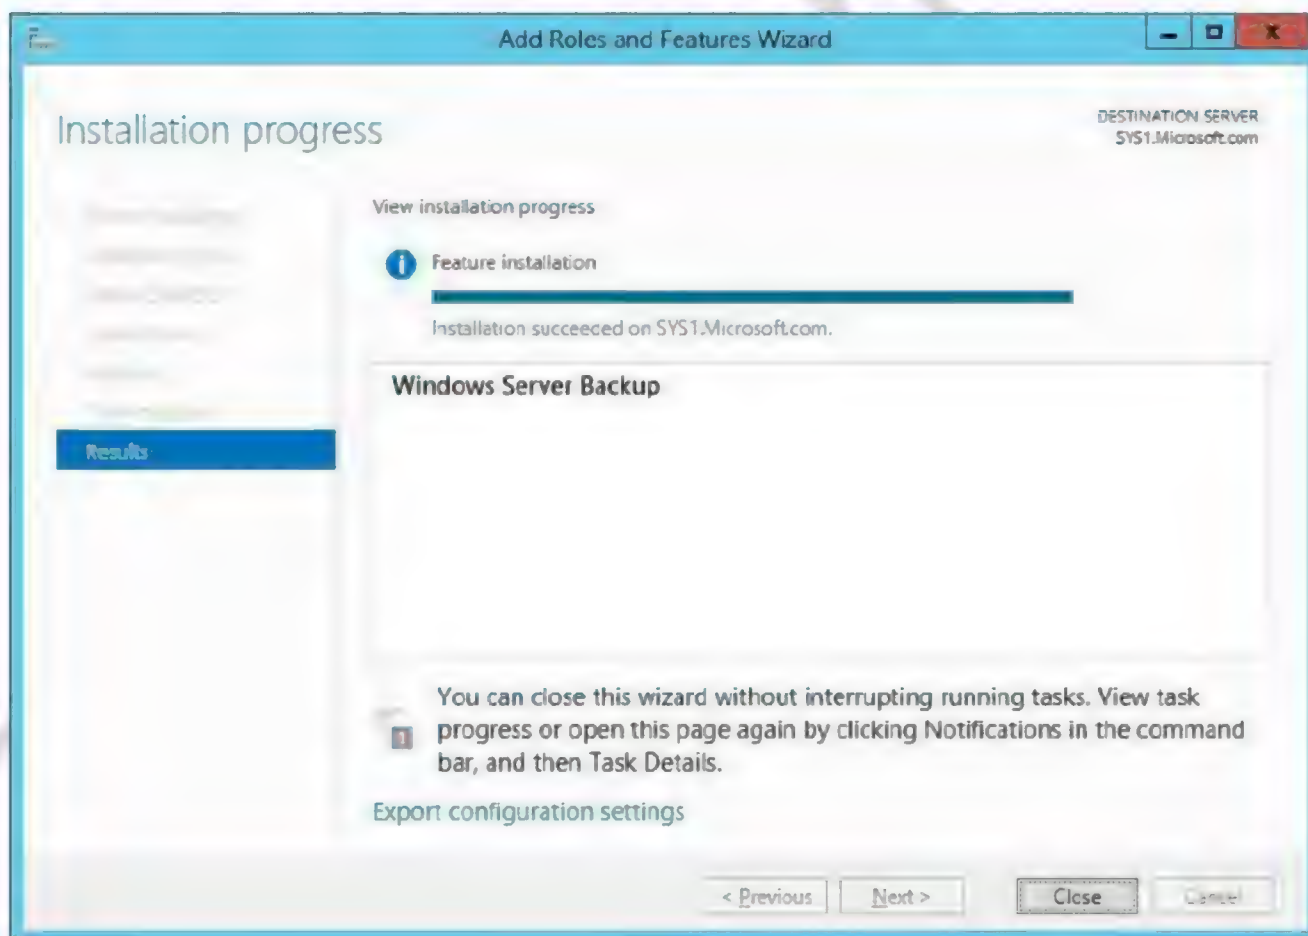 Add Roles and Features Wizard
Installation progress
DESTINATION SERVER
SYS1.Microsoft.com
View installation progress
Feature installation
Installation succeeded on SYS1.Microsoft.com.
Windows Server Backup
Results
You can close this wizard without interrupting running tasks. View task
progress or open this page again by clicking Notifications in the command
bar, and then Task Details.
Export configuration settings
< Previous
Next >
Close
Cancel